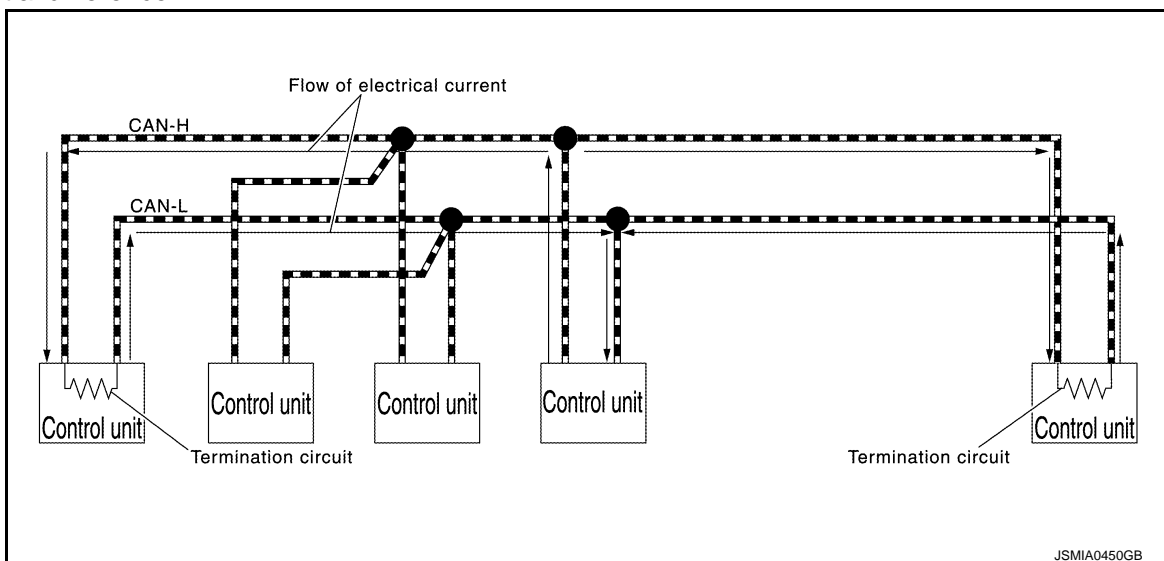 Flow of electrical current
CAN-H
CAN-L
Control unit
Control unit
Control unit
Control unit
Control unit
Termination circuit
Termination circuit
JSMIA0450GB